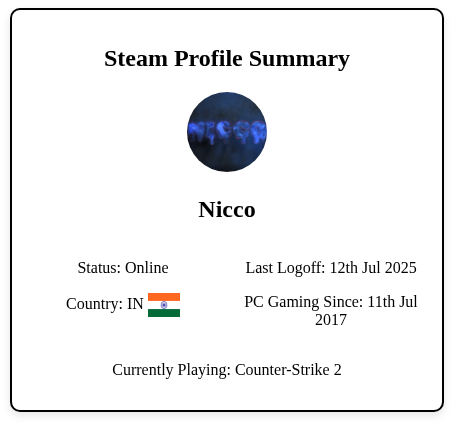 Steam Profile Summary
Nicco
Status: Online
Last Logoff: 12th Jul 2025
Country: IN
PC Gaming Since: 11th Jul
2017
Currently Playing: Counter-Strike 2